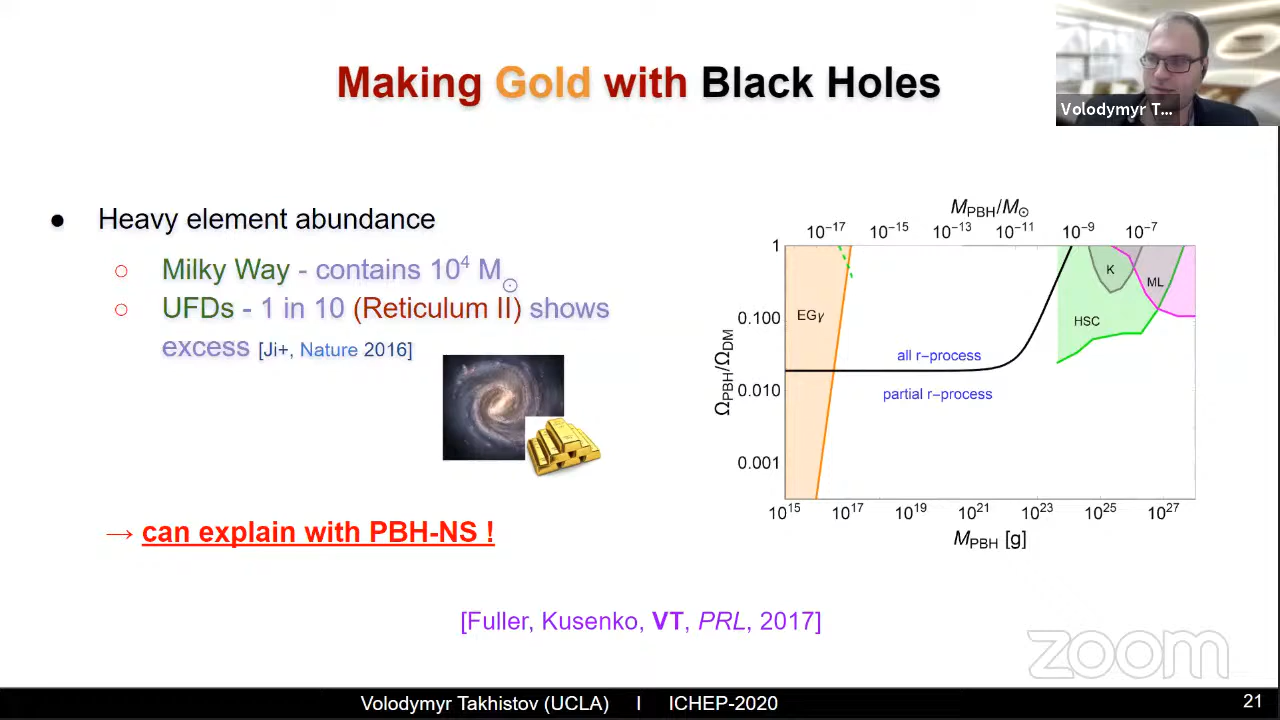 Making Gold with Black Holes
Volodymyr T...
● Heavy element abundance
○ Milky Way - contains 10⁴ M☉
○ UFDs - 1 in 10 (Reticulum II) shows
excess [Ji+, Nature 2016]
→ can explain with PBH-NS !
M_PBH/M☉
10⁻¹⁷ 10⁻¹⁵ 10⁻¹³ 10⁻¹¹ 10⁻⁹ 10⁻⁷
1
0.100
0.010
0.001
Ω_PBH/Ω_DM
EGγ
K
ML
HSC
all r−process
partial r−process
10¹⁵ 10¹⁷ 10¹⁹ 10²¹ 10²³ 10²⁵ 10²⁷
M_PBH [g]
[Fuller, Kusenko, VT, PRL, 2017]
zoom
Volodymyr Takhistov (UCLA) I ICHEP-2020
21